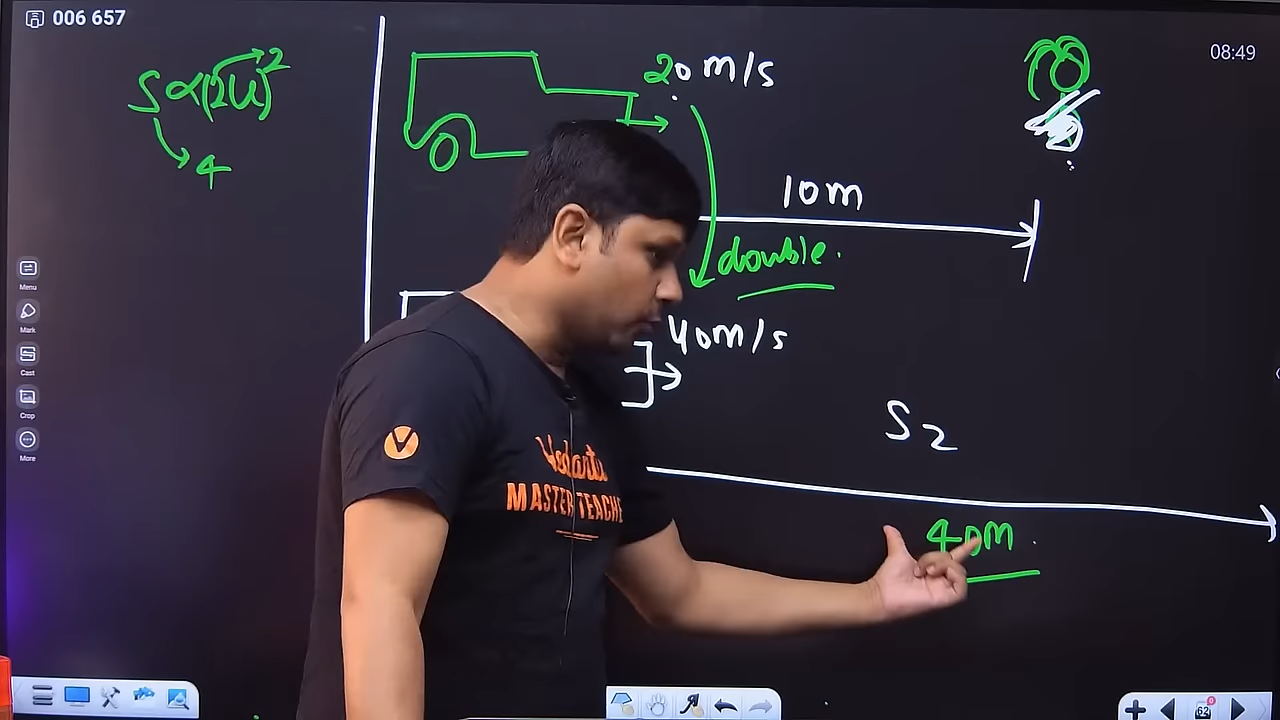 006 657
08:49
S ∝ (2u)²
4
20 m/s
10m
double.
40m/s
S2
40m
Menu
Mark
Cast
Crop
More
V
Vedantu
MASTER TEACHE
62